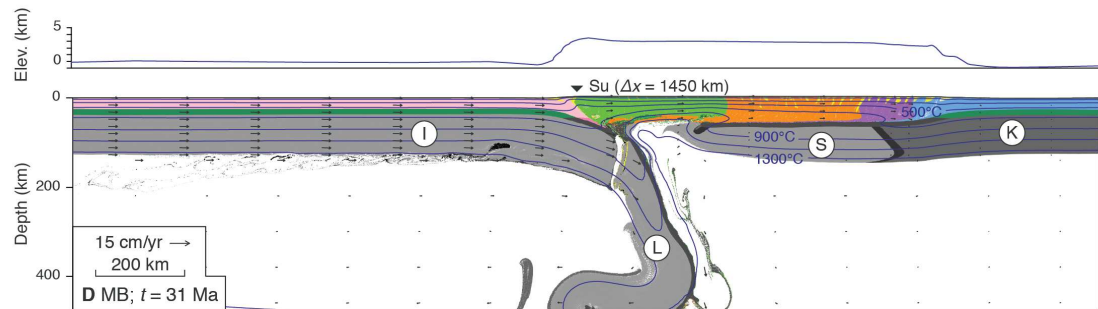 Elev. (km)
5
0
Su (Δx = 1450 km)
0
500°C
I
K
900°C
S
1300°C
Depth (km)
200
15 cm/yr
L
200 km
400
D MB; t = 31 Ma